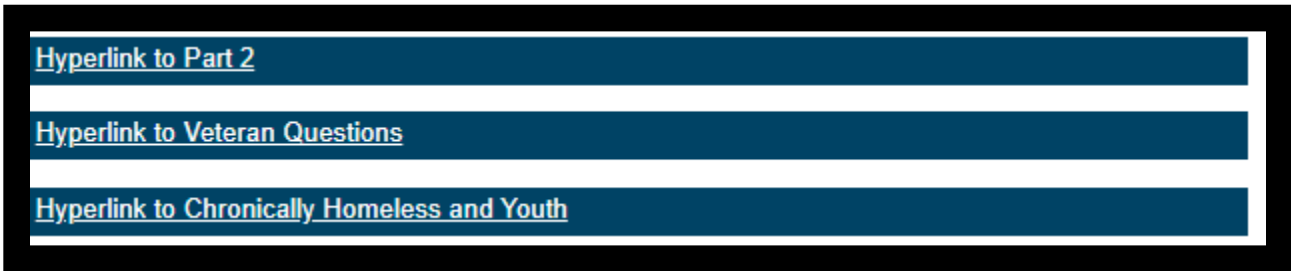 Hyperlink to Part 2
Hyperlink to Veteran Questions
Hyperlink to Chronically Homeless and Youth